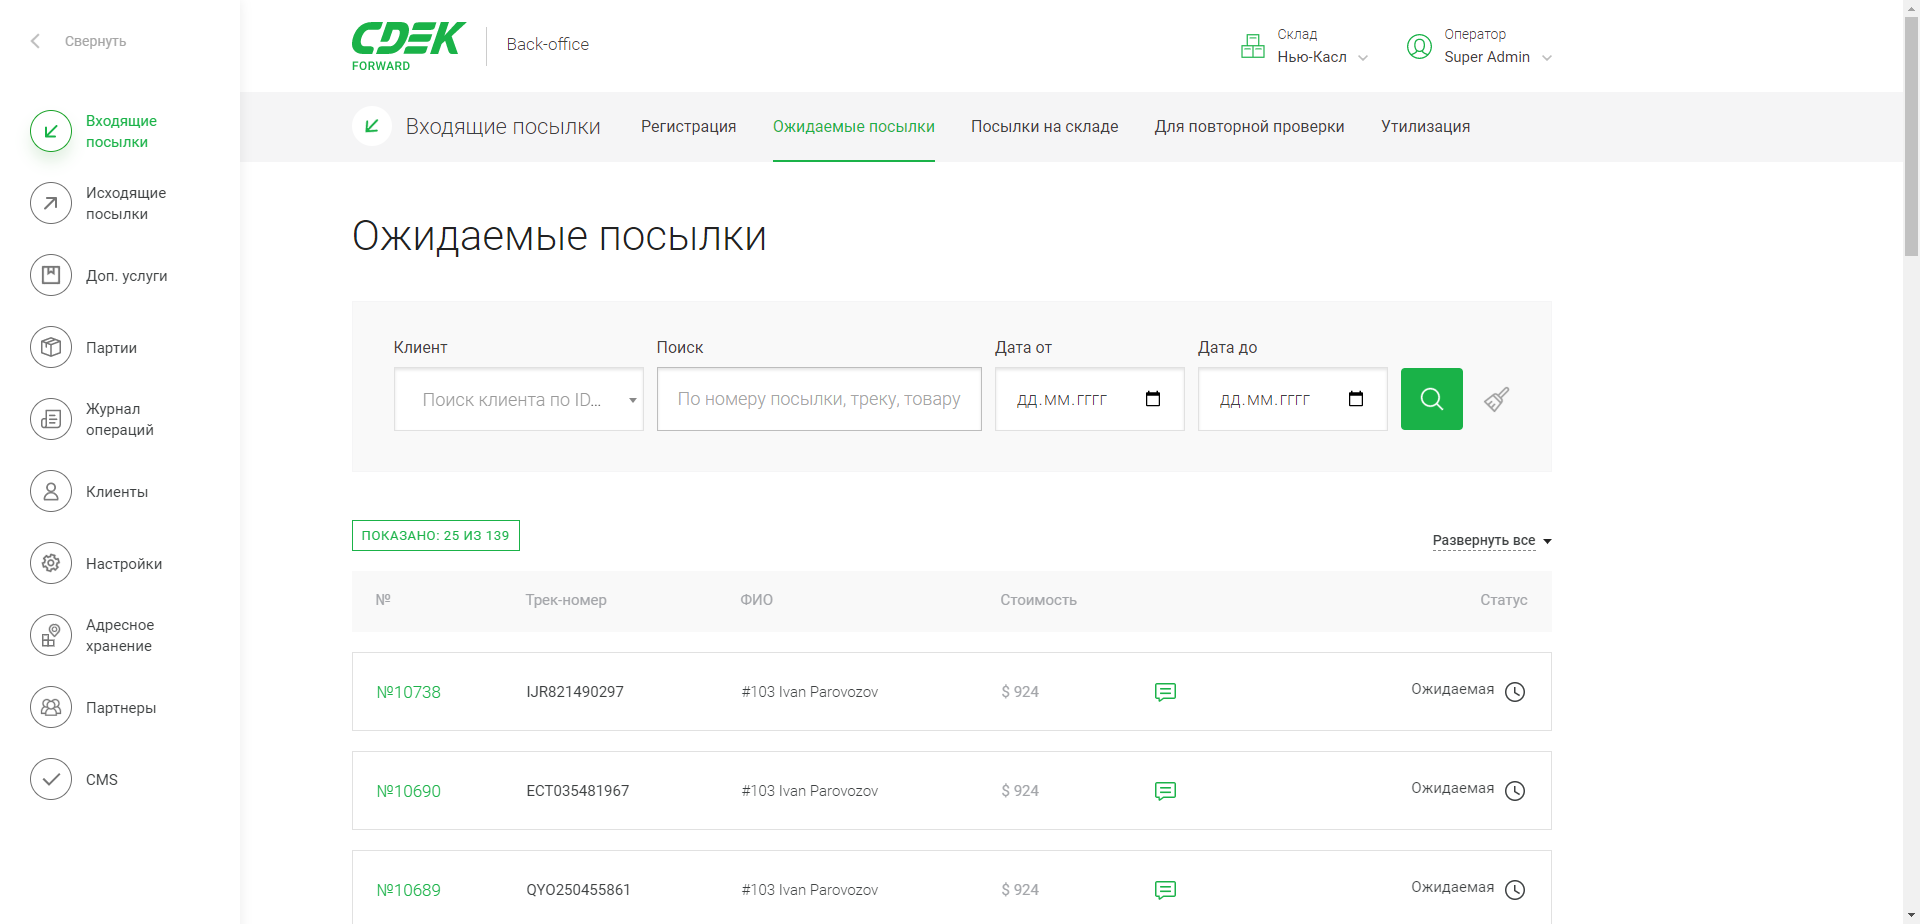 Свернуть
Входящие
посылки
Исходящие
посылки
Доп. услуги
Партии
Журнал
операций
Клиенты
Настройки
Адресное
хранение
Партнеры
CMS
CDEK
FORWARD
Back-office
Склад
Нью-Касл
Оператор
Super Admin
Входящие посылки
Регистрация
Ожидаемые посылки
Посылки на складе
Для повторной проверки
Утилизация
Ожидаемые посылки
Клиент
Поиск
Дата от
Дата до
Поиск клиента по ID...
По номеру посылки, треку, товару
дд.мм.гггг
дд.мм.гггг
ПОКАЗАНО: 25 ИЗ 139
Развернуть все
№ Трек-номер ФИО Стоимость Статус
№10738 IJR821490297 #103 Ivan Parovozov $ 924 Ожидаемая
№10690 ECT035481967 #103 Ivan Parovozov $ 924 Ожидаемая
№10689 QYO250455861 #103 Ivan Parovozov $ 924 Ожидаемая